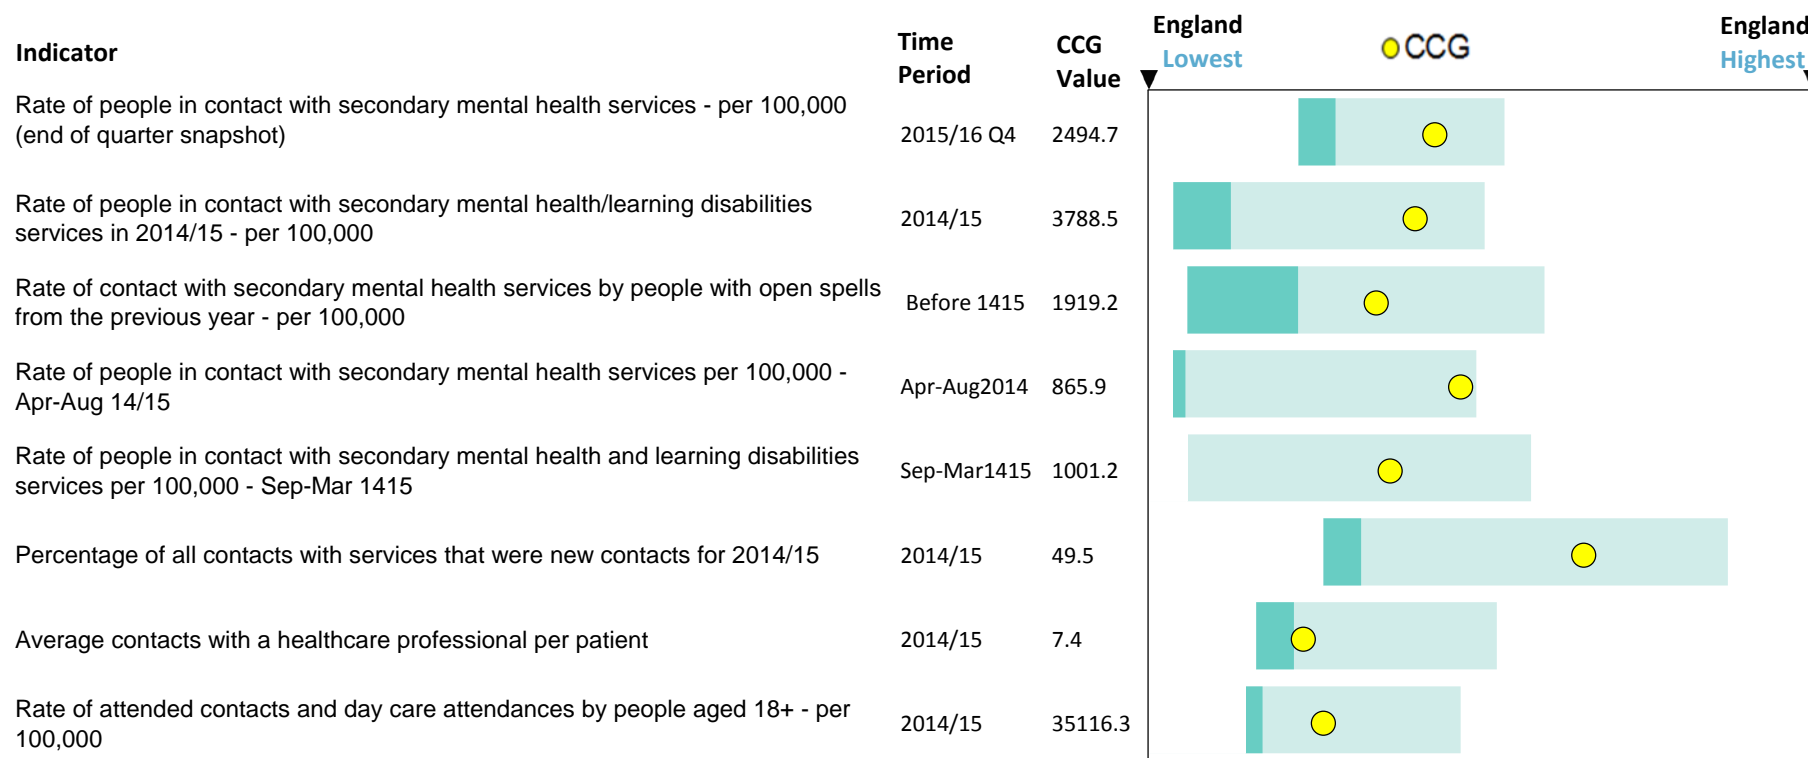 Indicator
Time
Period
CCG
Value
England
Lowest
CCG
England
Highest
Rate of people in contact with secondary mental health services - per 100,000
(end of quarter snapshot)
2015/16 Q4
2494.7
Rate of people in contact with secondary mental health/learning disabilities
services in 2014/15 - per 100,000
2014/15
3788.5
Rate of contact with secondary mental health services by people with open spells
from the previous year - per 100,000
Before 1415
1919.2
Rate of people in contact with secondary mental health services per 100,000 -
Apr-Aug 14/15
Apr-Aug2014
865.9
Rate of people in contact with secondary mental health and learning disabilities
services per 100,000 - Sep-Mar 1415
Sep-Mar1415
1001.2
Percentage of all contacts with services that were new contacts for 2014/15
2014/15
49.5
Average contacts with a healthcare professional per patient
2014/15
7.4
Rate of attended contacts and day care attendances by people aged 18+ - per
100,000
2014/15
35116.3